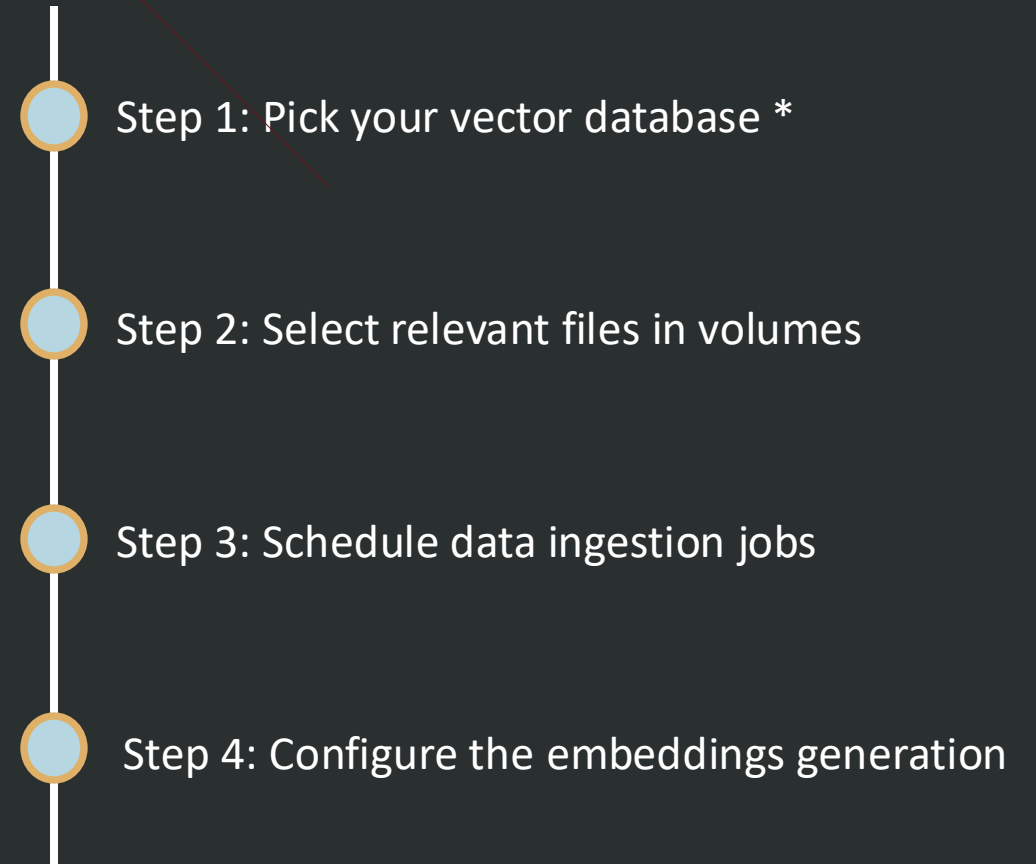 Step 1: Pick your vector database *
Step 2: Select relevant files in volumes
Step 3: Schedule data ingestion jobs
Step 4: Configure the embeddings generation